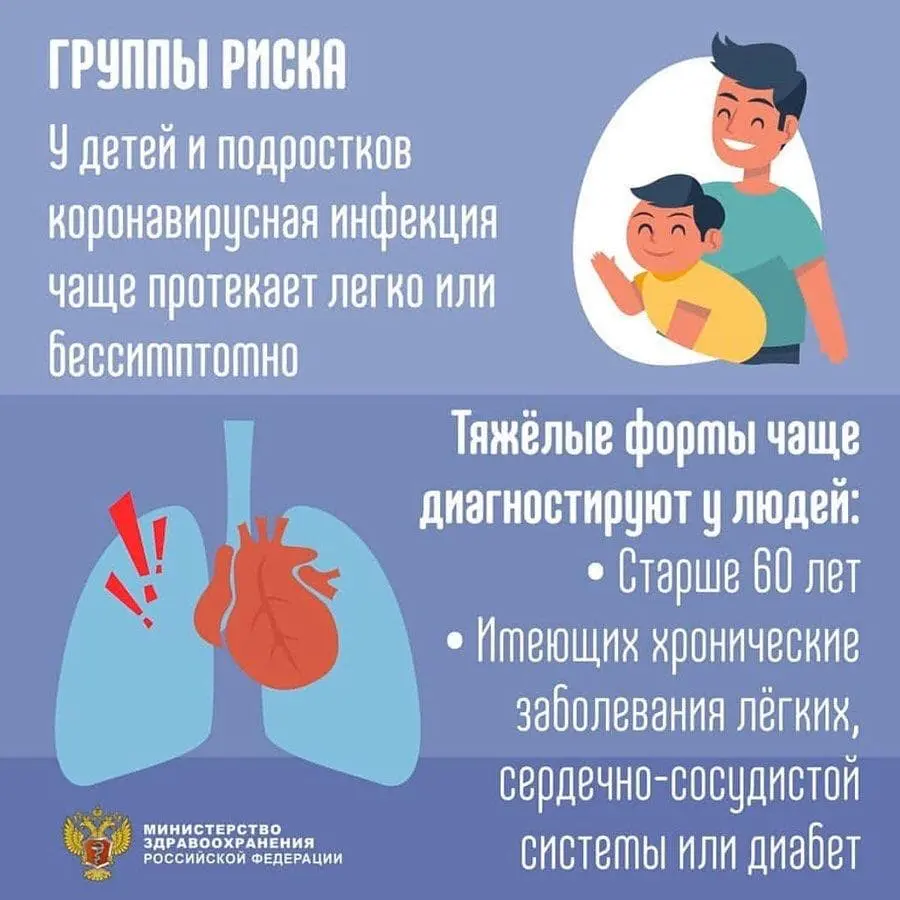 ГРУППЫ РИСКА
У детей и подростков
коронавирусная инфекция
чаще протекает легко или
бессимптомно
Тяжёлые формы чаще
диагностируют у людей:
• Старше 60 лет
• Имеющих хронические
заболевания лёгких,
сердечно-сосудистой
системы или диабет
МИНИСТЕРСТВО
ЗДРАВООХРАНЕНИЯ
РОССИЙСКОЙ ФЕДЕРАЦИИ